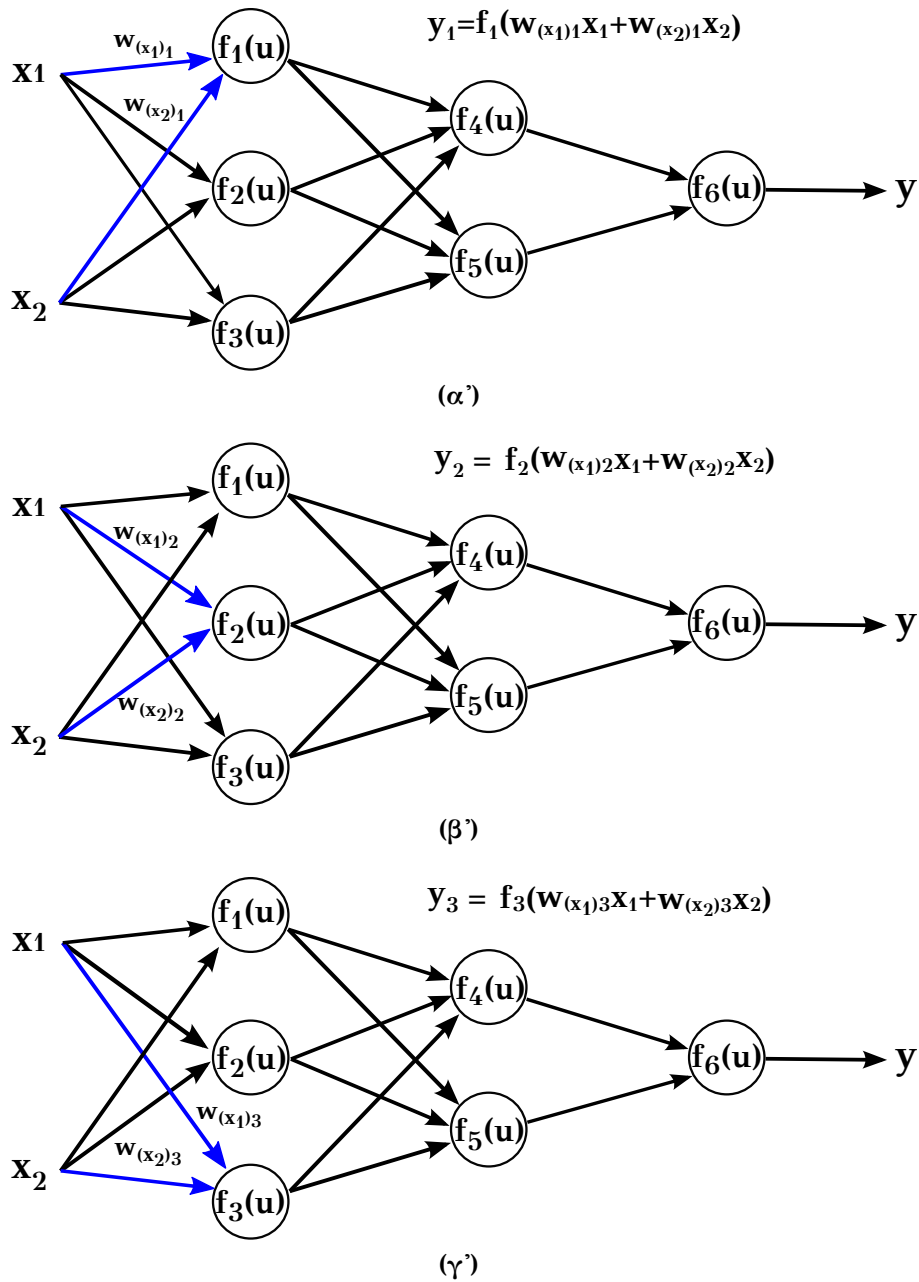 y₁=f₁(w₍ₓ₁₎₁x₁+w₍ₓ₂₎₁x₂)
w(x₁)₁
f₁(u)
x1
w(x₂)₁
f₄(u)
f₂(u)
f₆(u)
y
f₅(u)
x₂
f₃(u)
(α’)
y₂ = f₂(w(x₁)2x₁+w(x₂)2x₂)
f₁(u)
x1
w(x₁)₂
f₄(u)
f₂(u)
f₆(u)
y
w(x₂)₂
f₅(u)
x₂
f₃(u)
(β’)
y₃ = f₃(w(x₁)3x₁+w(x₂)3x₂)
f₁(u)
x1
f₄(u)
f₂(u)
f₆(u)
y
w(x₁)₃
f₅(u)
w(x₂)₃
x₂
f₃(u)
(γ’)